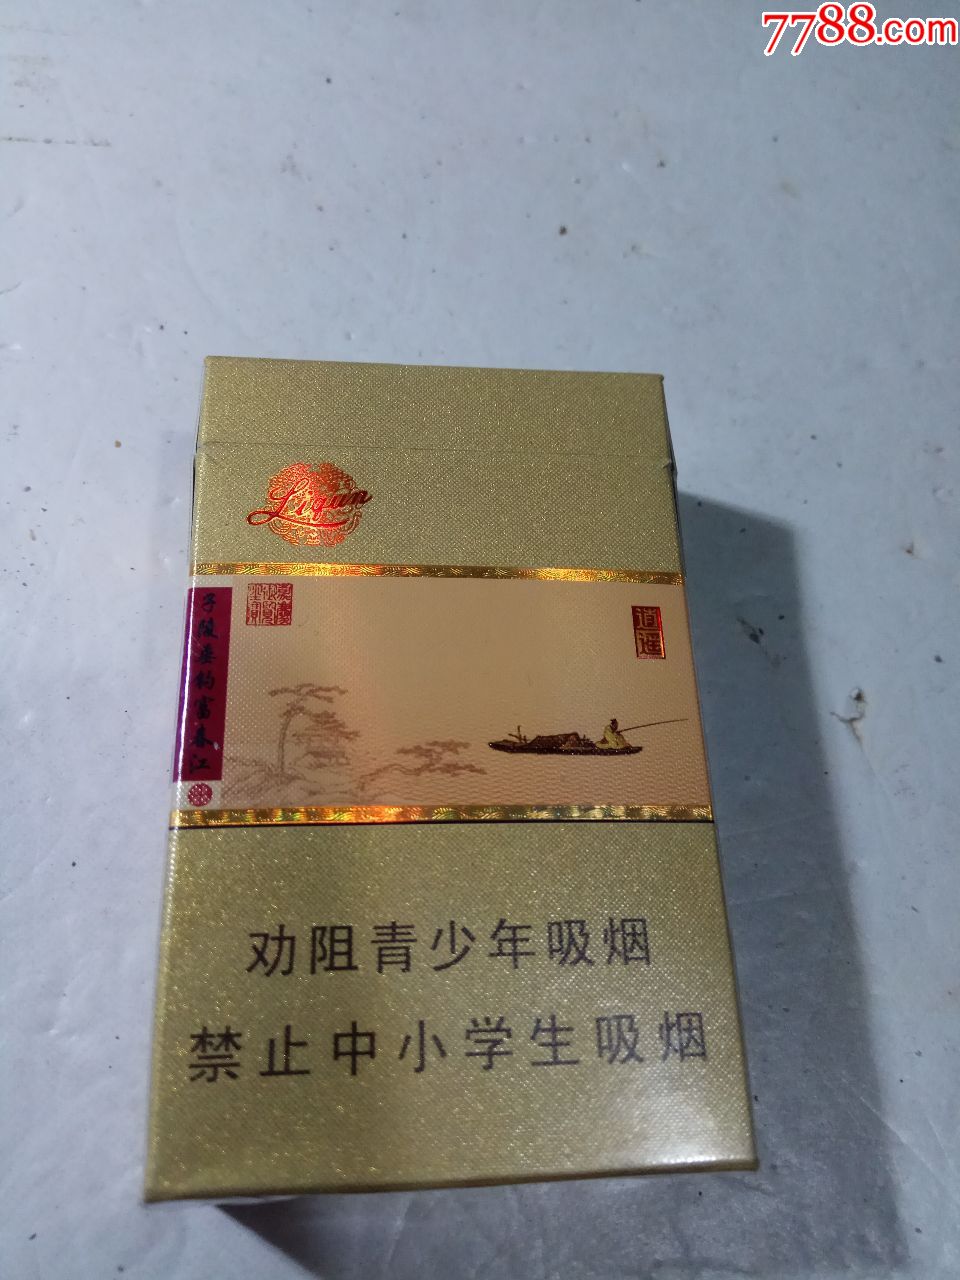 7788.com
Liqun
逍遥
子陵垂钓富春江
劝阻青少年吸烟
禁止中小学生吸烟